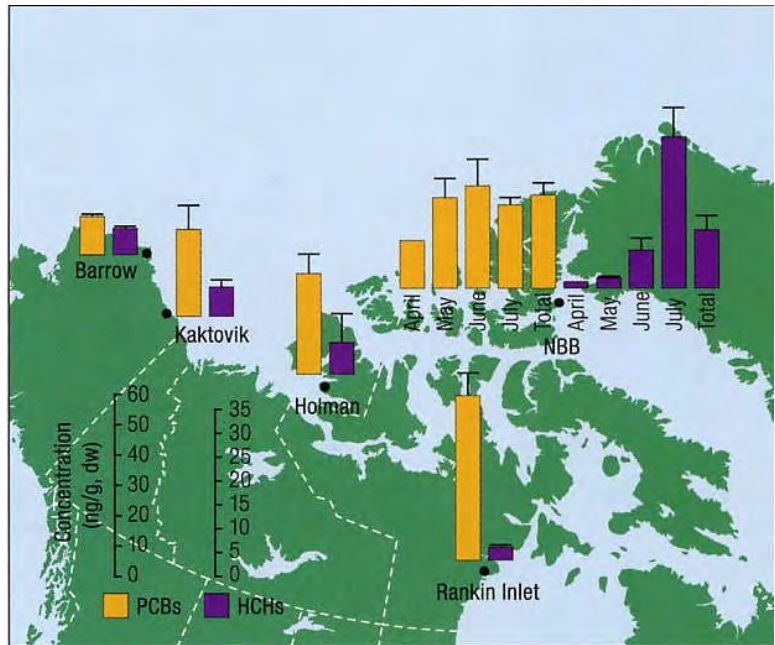 Barrow
Kaktovik
Holman
April
May
June
July
Total
April
May
June
July
Total
NBB
Rankin Inlet
Concentration
(ng/g, dw)
60
50
40
30
20
10
0
35
30
25
20
15
10
5
0
PCBs
HCHs